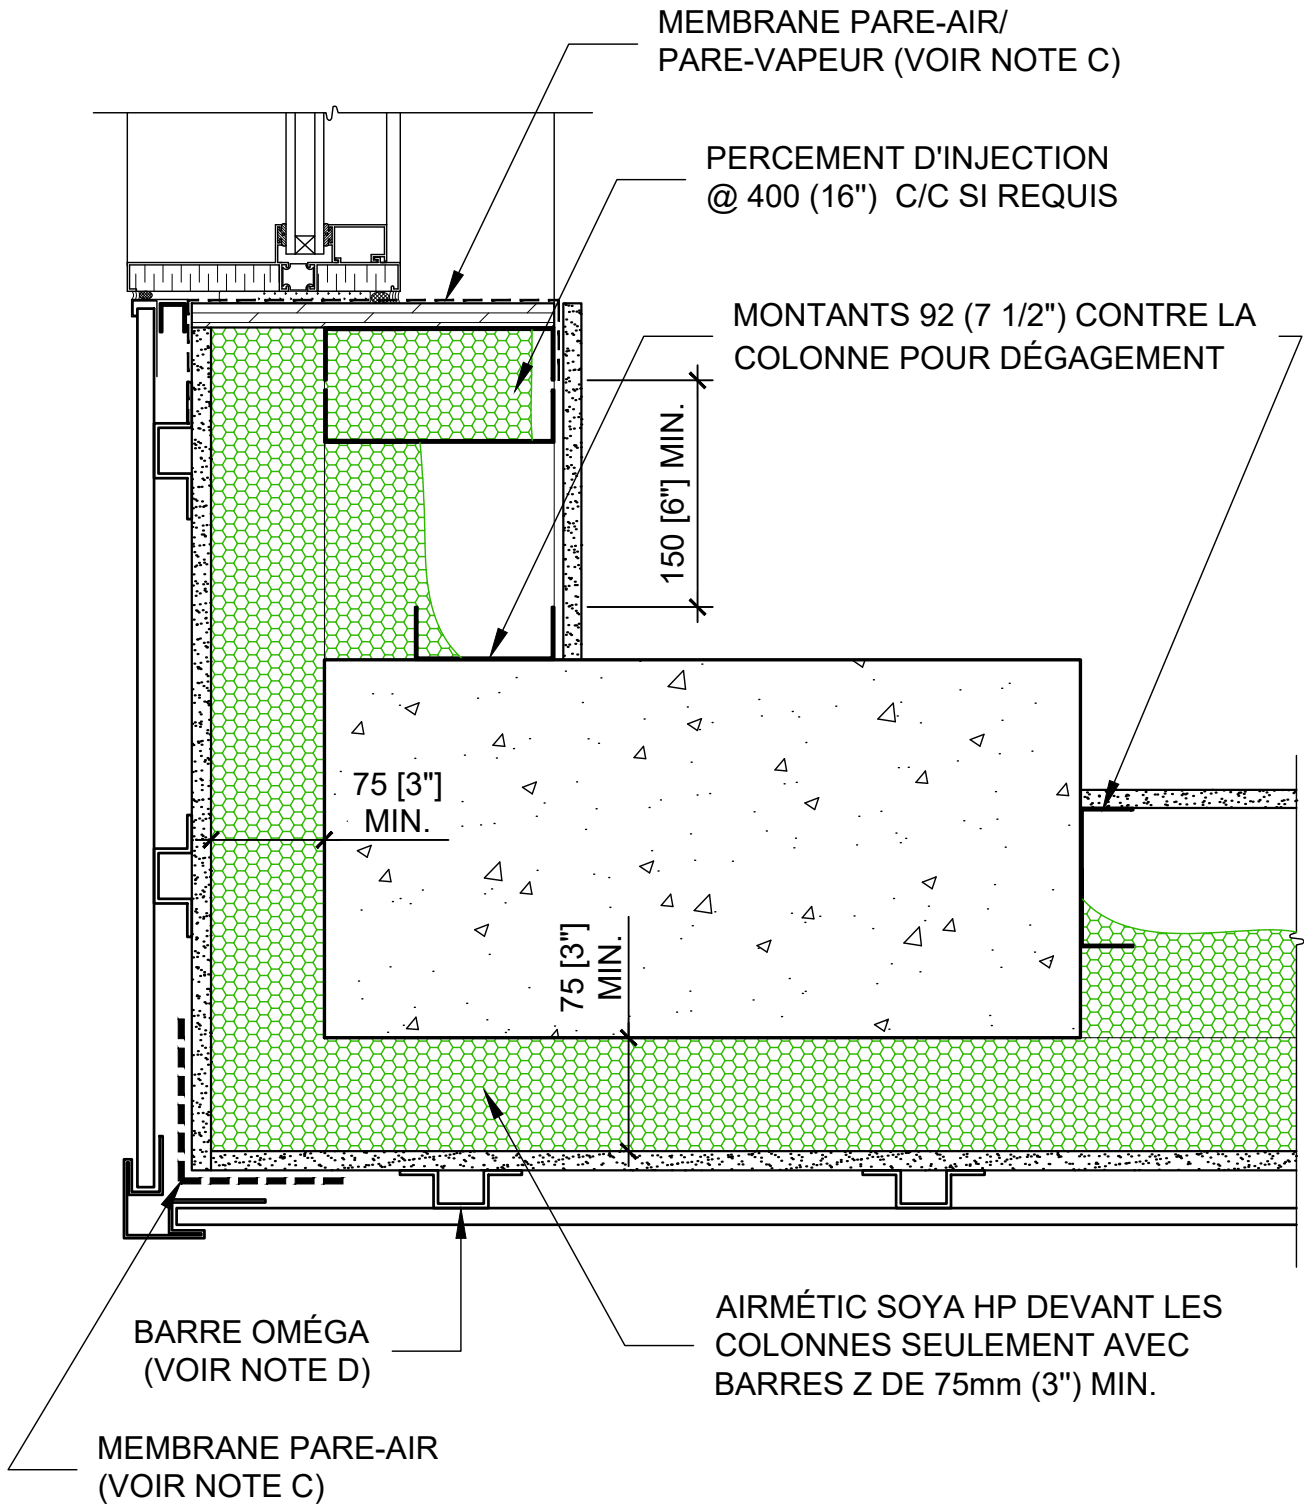 MEMBRANE PARE-AIR/
PARE-VAPEUR (VOIR NOTE C)
PERCEMENT D'INJECTION
@ 400 (16")  C/C SI REQUIS
MONTANTS 92 (7 1/2") CONTRE LA
COLONNE POUR DÉGAGEMENT
150 [6"] MIN.
75 [3"]
MIN.
75 [3"]
MIN.
BARRE OMÉGA
(VOIR NOTE D)
AIRMÉTIC SOYA HP DEVANT LES
COLONNES SEULEMENT AVEC
BARRES Z DE 75mm (3") MIN.
MEMBRANE PARE-AIR
(VOIR NOTE C)